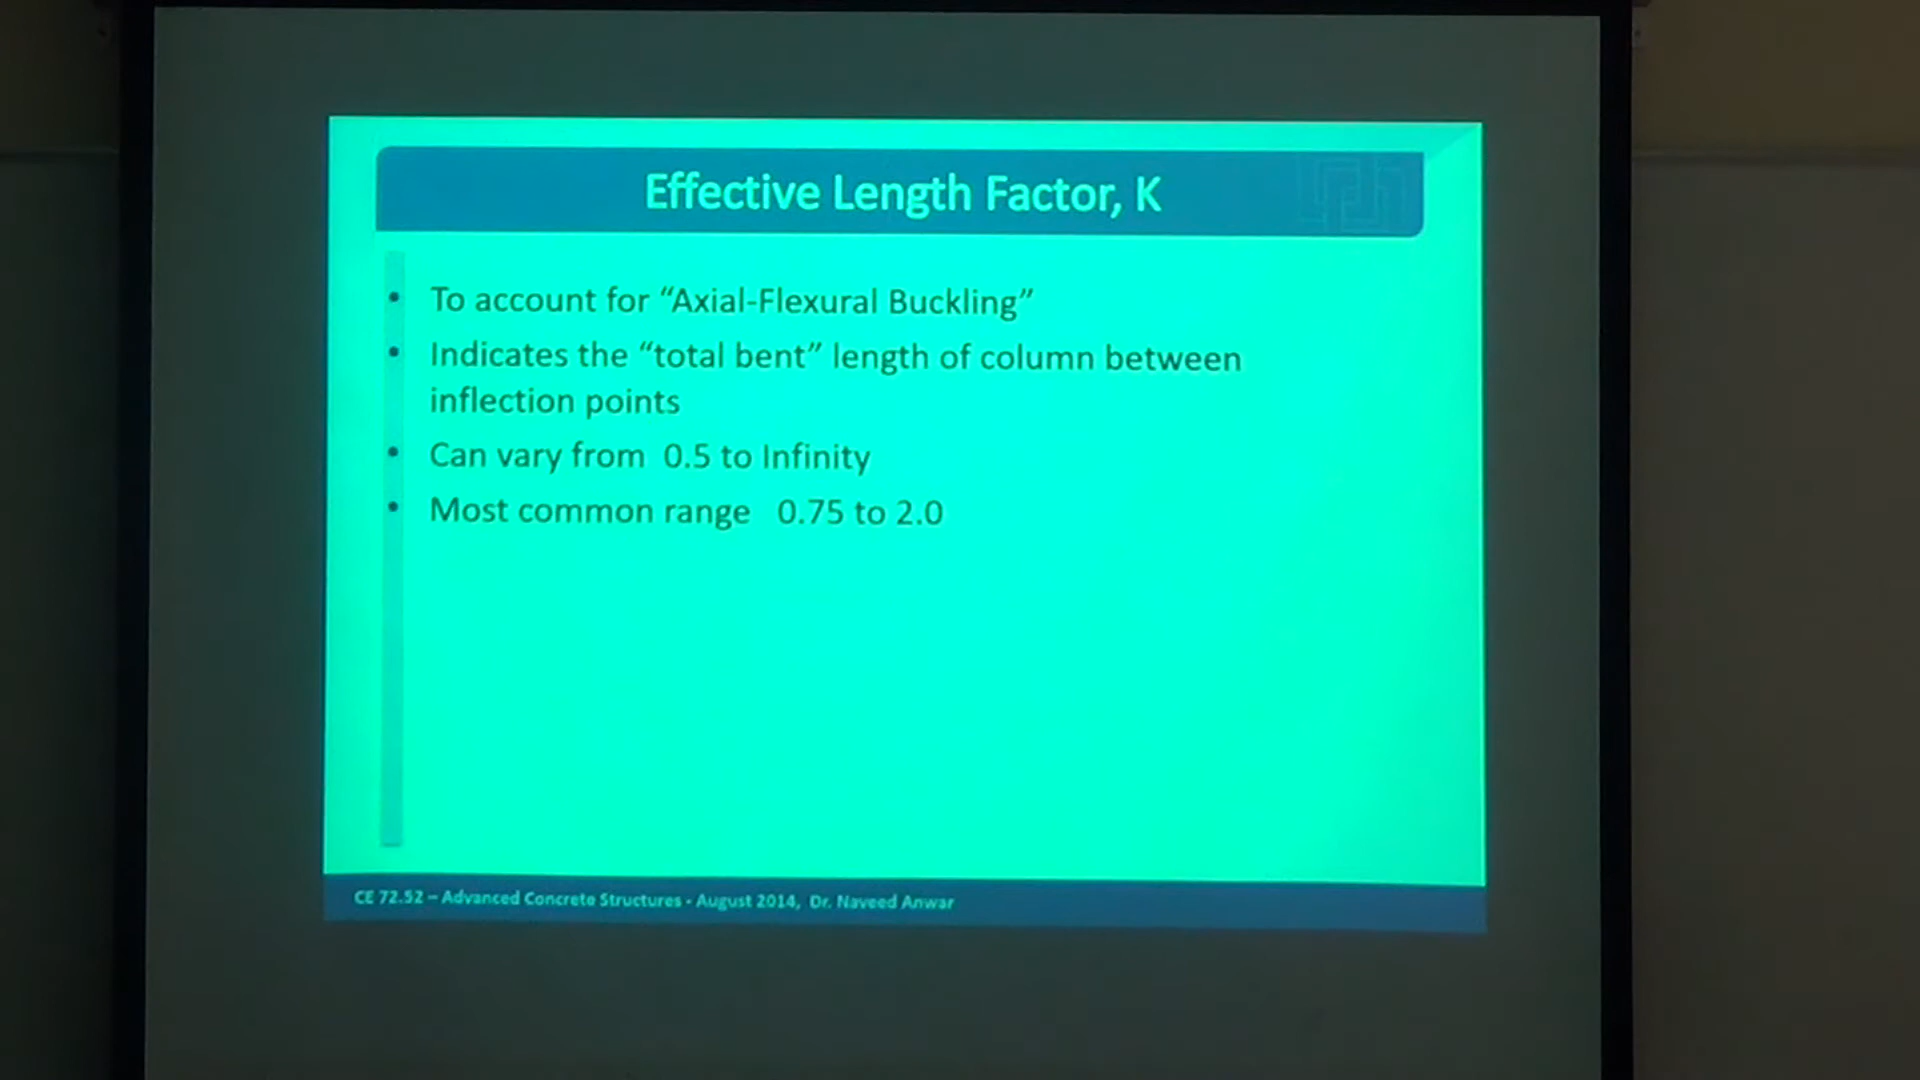 Effective Length Factor, K
• To account for “Axial-Flexural Buckling”
• Indicates the “total bent” length of column between
inflection points
• Can vary from 0.5 to Infinity
• Most common range 0.75 to 2.0
CE 72.52 – Advanced Concrete Structures - August 2014, Dr. Naveed Anwar